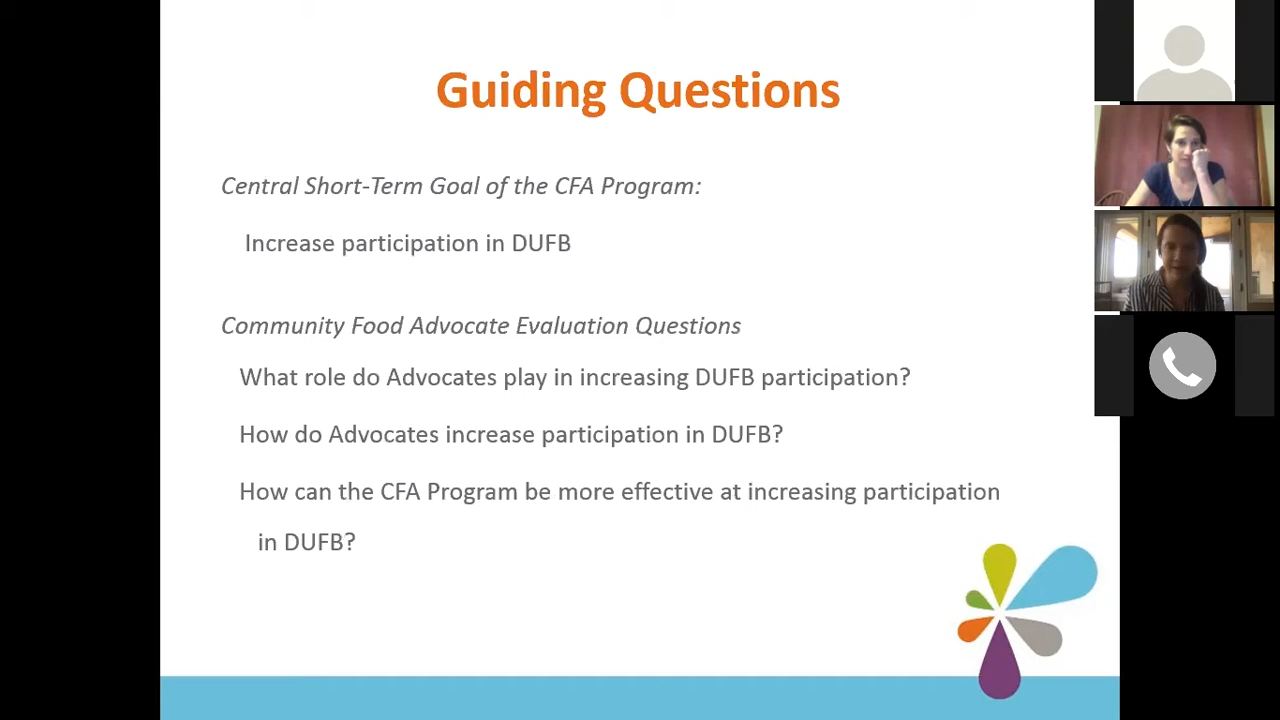 Guiding Questions
Central Short-Term Goal of the CFA Program:
Increase participation in DUFB
Community Food Advocate Evaluation Questions
What role do Advocates play in increasing DUFB participation?
How do Advocates increase participation in DUFB?
How can the CFA Program be more effective at increasing participation
in DUFB?